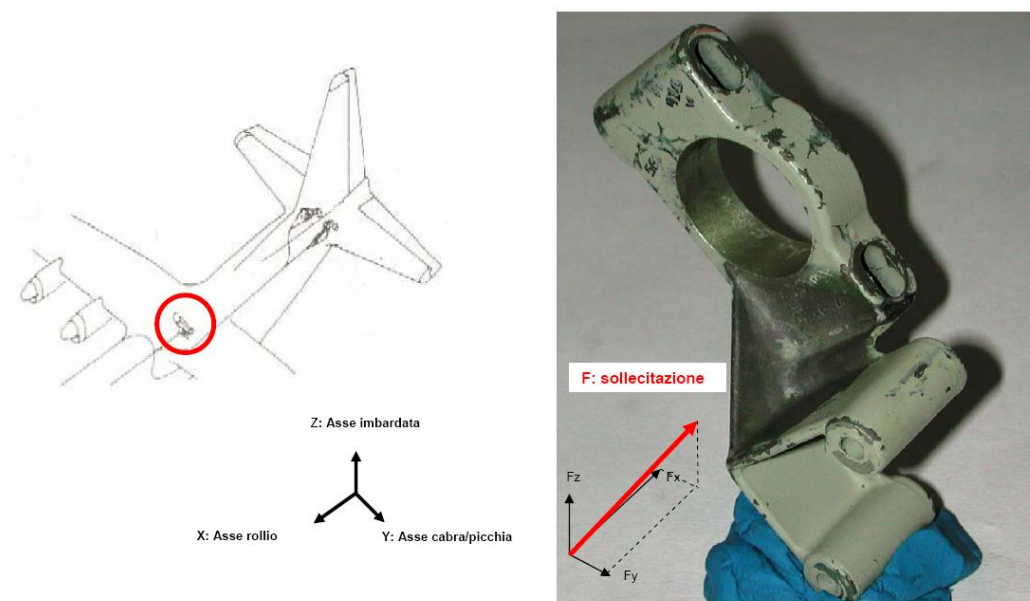 Z: Asse imbardata
X: Asse rollio
Y: Asse cabra/picchia
F: sollecitazione
Fz
Fx
Fy